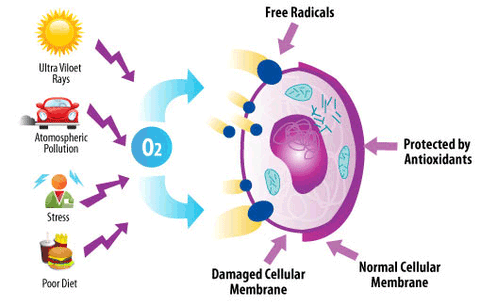 Free Radicals
Ultra Viloet
Rays
Atomospheric
Pollution
O2
Protected by
Antioxidants
Stress
Poor Diet
Damaged Cellular
Membrane
Normal Cellular
Membrane